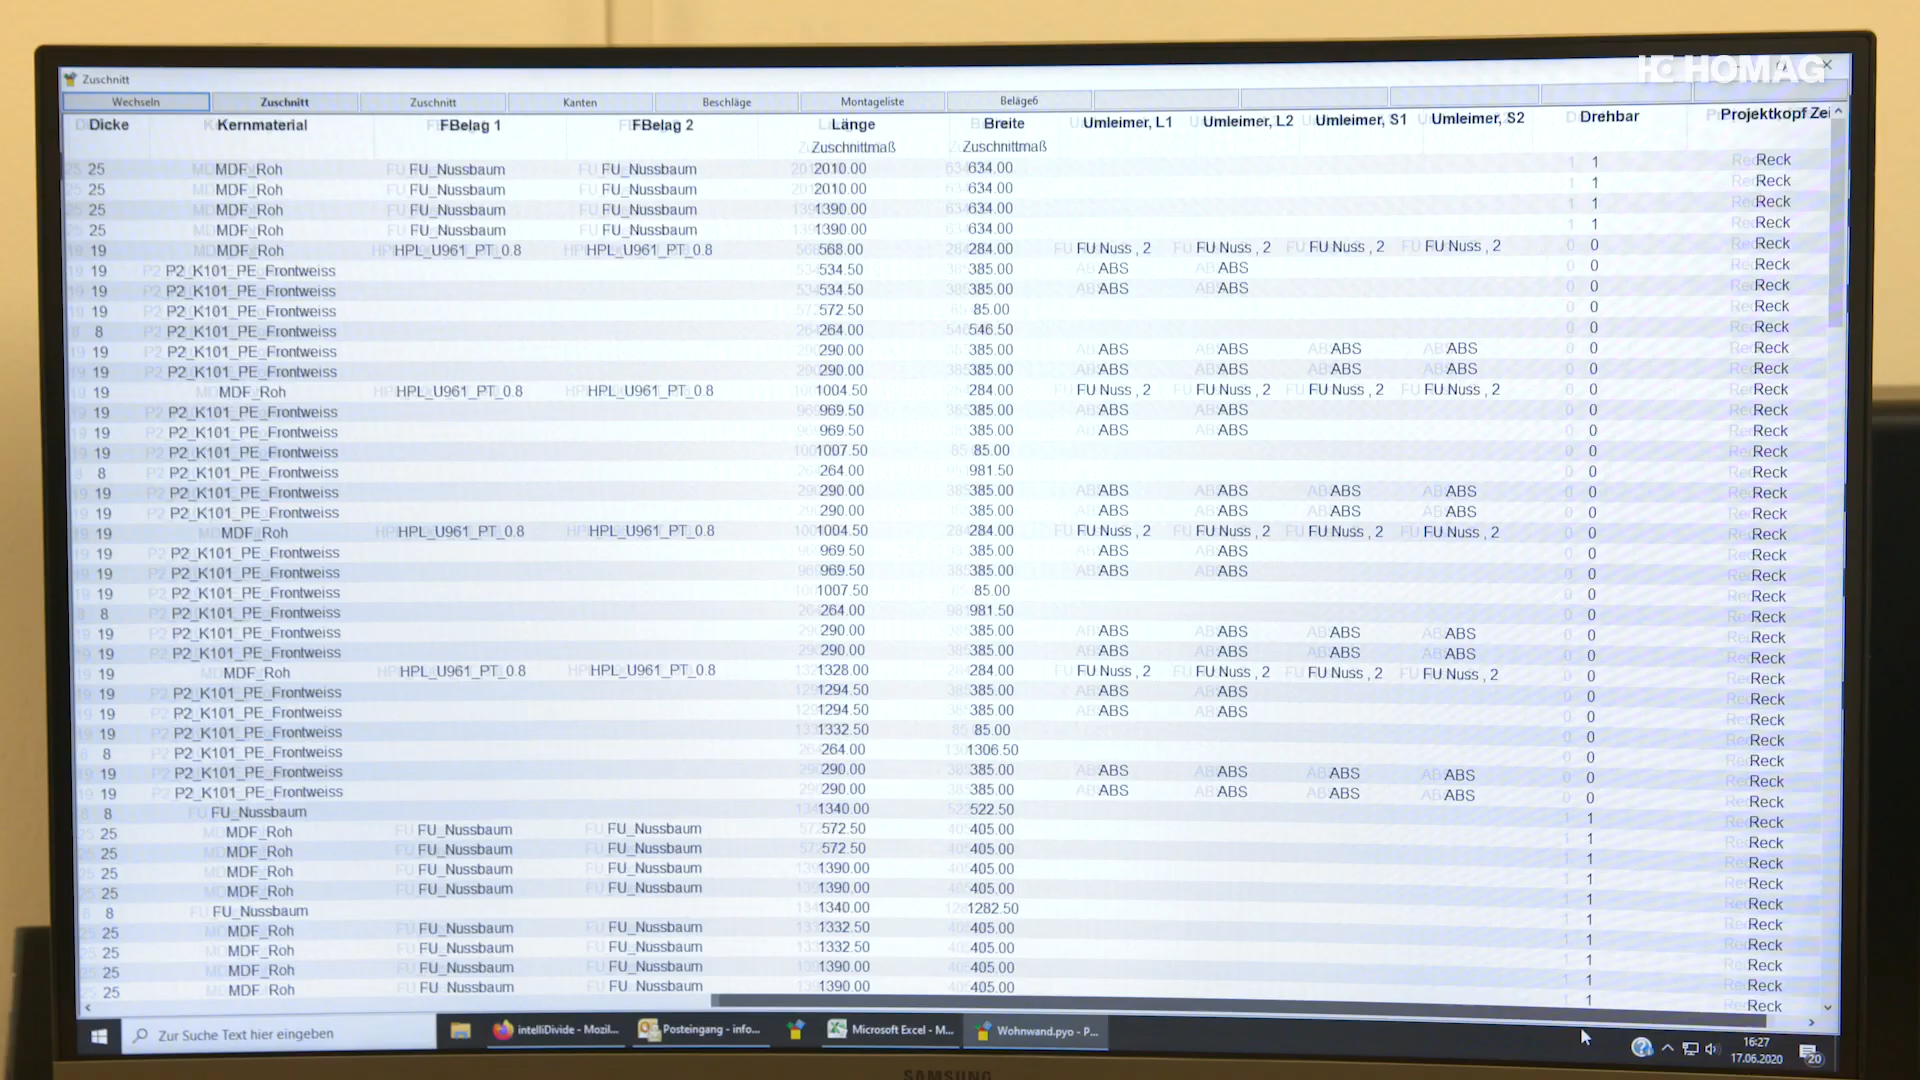 HOMAG
Zuschnitt
Wechseln Zuschnitt Zuschnitt Kanten Beschläge Montageliste Beläge6
Dicke Kernmaterial FBelag 1 FBelag 2 Länge Breite Umleimer, L1 Umleimer, L2 Umleimer, S1 Umleimer, S2 Drehbar Projektkopf Zei
Zuschnittmaß Zuschnittmaß
25 MDF_Roh FU_Nussbaum FU_Nussbaum 2010.00 634.00 1 Reck
25 MDF_Roh FU_Nussbaum FU_Nussbaum 2010.00 634.00 1 Reck
25 MDF_Roh FU_Nussbaum FU_Nussbaum 1390.00 634.00 1 Reck
25 MDF_Roh FU_Nussbaum FU_Nussbaum 1390.00 634.00 1 Reck
19 MDF_Roh HPL_U961_PT_0.8 HPL_U961_PT_0.8 568.00 284.00 FU Nuss , 2 FU Nuss , 2 FU Nuss , 2 FU Nuss , 2 0 Reck
19 P2_K101_PE_Frontweiss 534.50 385.00 ABS ABS 0 Reck
19 P2_K101_PE_Frontweiss 534.50 385.00 ABS ABS 0 Reck
19 P2_K101_PE_Frontweiss 572.50 85.00 0 Reck
8 P2_K101_PE_Frontweiss 264.00 546.50 0 Reck
19 P2_K101_PE_Frontweiss 290.00 385.00 ABS ABS ABS ABS 0 Reck
19 P2_K101_PE_Frontweiss 290.00 385.00 ABS ABS ABS ABS 0 Reck
19 MDF_Roh HPL_U961_PT_0.8 HPL_U961_PT_0.8 1004.50 284.00 FU Nuss , 2 FU Nuss , 2 FU Nuss , 2 FU Nuss , 2 0 Reck
19 P2_K101_PE_Frontweiss 969.50 385.00 ABS ABS 0 Reck
19 P2_K101_PE_Frontweiss 969.50 385.00 ABS ABS 0 Reck
19 P2_K101_PE_Frontweiss 1007.50 85.00 0 Reck
8 P2_K101_PE_Frontweiss 264.00 981.50 0 Reck
19 P2_K101_PE_Frontweiss 290.00 385.00 ABS ABS ABS ABS 0 Reck
19 P2_K101_PE_Frontweiss 290.00 385.00 ABS ABS ABS ABS 0 Reck
19 MDF_Roh HPL_U961_PT_0.8 HPL_U961_PT_0.8 1004.50 284.00 FU Nuss , 2 FU Nuss , 2 FU Nuss , 2 FU Nuss , 2 0 Reck
19 P2_K101_PE_Frontweiss 969.50 385.00 ABS ABS 0 Reck
19 P2_K101_PE_Frontweiss 969.50 385.00 ABS ABS 0 Reck
19 P2_K101_PE_Frontweiss 1007.50 85.00 0 Reck
8 P2_K101_PE_Frontweiss 264.00 981.50 0 Reck
19 P2_K101_PE_Frontweiss 290.00 385.00 ABS ABS ABS ABS 0 Reck
19 P2_K101_PE_Frontweiss 290.00 385.00 ABS ABS ABS ABS 0 Reck
19 MDF_Roh HPL_U961_PT_0.8 HPL_U961_PT_0.8 1328.00 284.00 FU Nuss , 2 FU Nuss , 2 FU Nuss , 2 FU Nuss , 2 0 Reck
19 P2_K101_PE_Frontweiss 1294.50 385.00 ABS ABS 0 Reck
19 P2_K101_PE_Frontweiss 1294.50 385.00 ABS ABS 0 Reck
19 P2_K101_PE_Frontweiss 1332.50 85.00 0 Reck
8 P2_K101_PE_Frontweiss 264.00 1306.50 0 Reck
19 P2_K101_PE_Frontweiss 290.00 385.00 ABS ABS ABS ABS 0 Reck
19 P2_K101_PE_Frontweiss 290.00 385.00 ABS ABS ABS ABS 0 Reck
8 FU_Nussbaum 1340.00 522.50 1 Reck
25 MDF_Roh FU_Nussbaum FU_Nussbaum 572.50 405.00 1 Reck
25 MDF_Roh FU_Nussbaum FU_Nussbaum 572.50 405.00 1 Reck
25 MDF_Roh FU_Nussbaum FU_Nussbaum 1390.00 405.00 1 Reck
25 MDF_Roh FU_Nussbaum FU_Nussbaum 1390.00 405.00 1 Reck
8 FU_Nussbaum 1340.00 1282.50 1 Reck
25 MDF_Roh FU_Nussbaum FU_Nussbaum 1332.50 405.00 1 Reck
25 MDF_Roh FU_Nussbaum FU_Nussbaum 1332.50 405.00 1 Reck
25 MDF_Roh FU_Nussbaum FU_Nussbaum 1390.00 405.00 1 Reck
25 MDF_Roh FU_Nussbaum FU_Nussbaum 1390.00 405.00 1 Reck
Zur Suche Text hier eingeben intelliDivide - Mozil... Posteingang - info... Microsoft Excel - M... Wohnwand.pyo - P... 16:27
17.06.2020 20
SAMSUNG